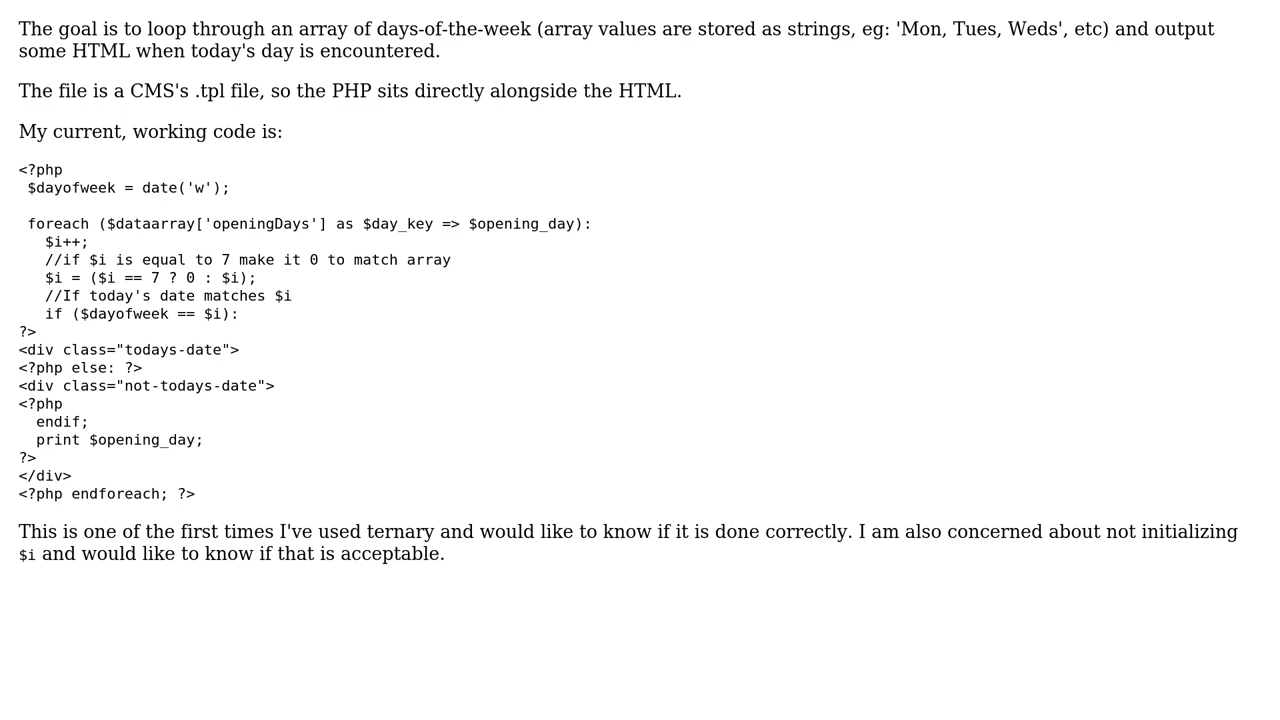 The goal is to loop through an array of days-of-the-week (array values are stored as strings, eg: 'Mon, Tues, Weds', etc) and output
some HTML when today's day is encountered.
The file is a CMS's .tpl file, so the PHP sits directly alongside the HTML.
My current, working code is:
<?php
 $dayofweek = date('w');
 foreach ($dataarray['openingDays'] as $day_key => $opening_day):
   $i++;
   //if $i is equal to 7 make it 0 to match array
   $i = ($i == 7 ? 0 : $i);
   //If today's date matches $i
   if ($dayofweek == $i):
?>
<div class="todays-date">
<?php else: ?>
<div class="not-todays-date">
<?php
  endif;
  print $opening_day;
?>
</div>
<?php endforeach; ?>
This is one of the first times I've used ternary and would like to know if it is done correctly. I am also concerned about not initializing
$i and would like to know if that is acceptable.